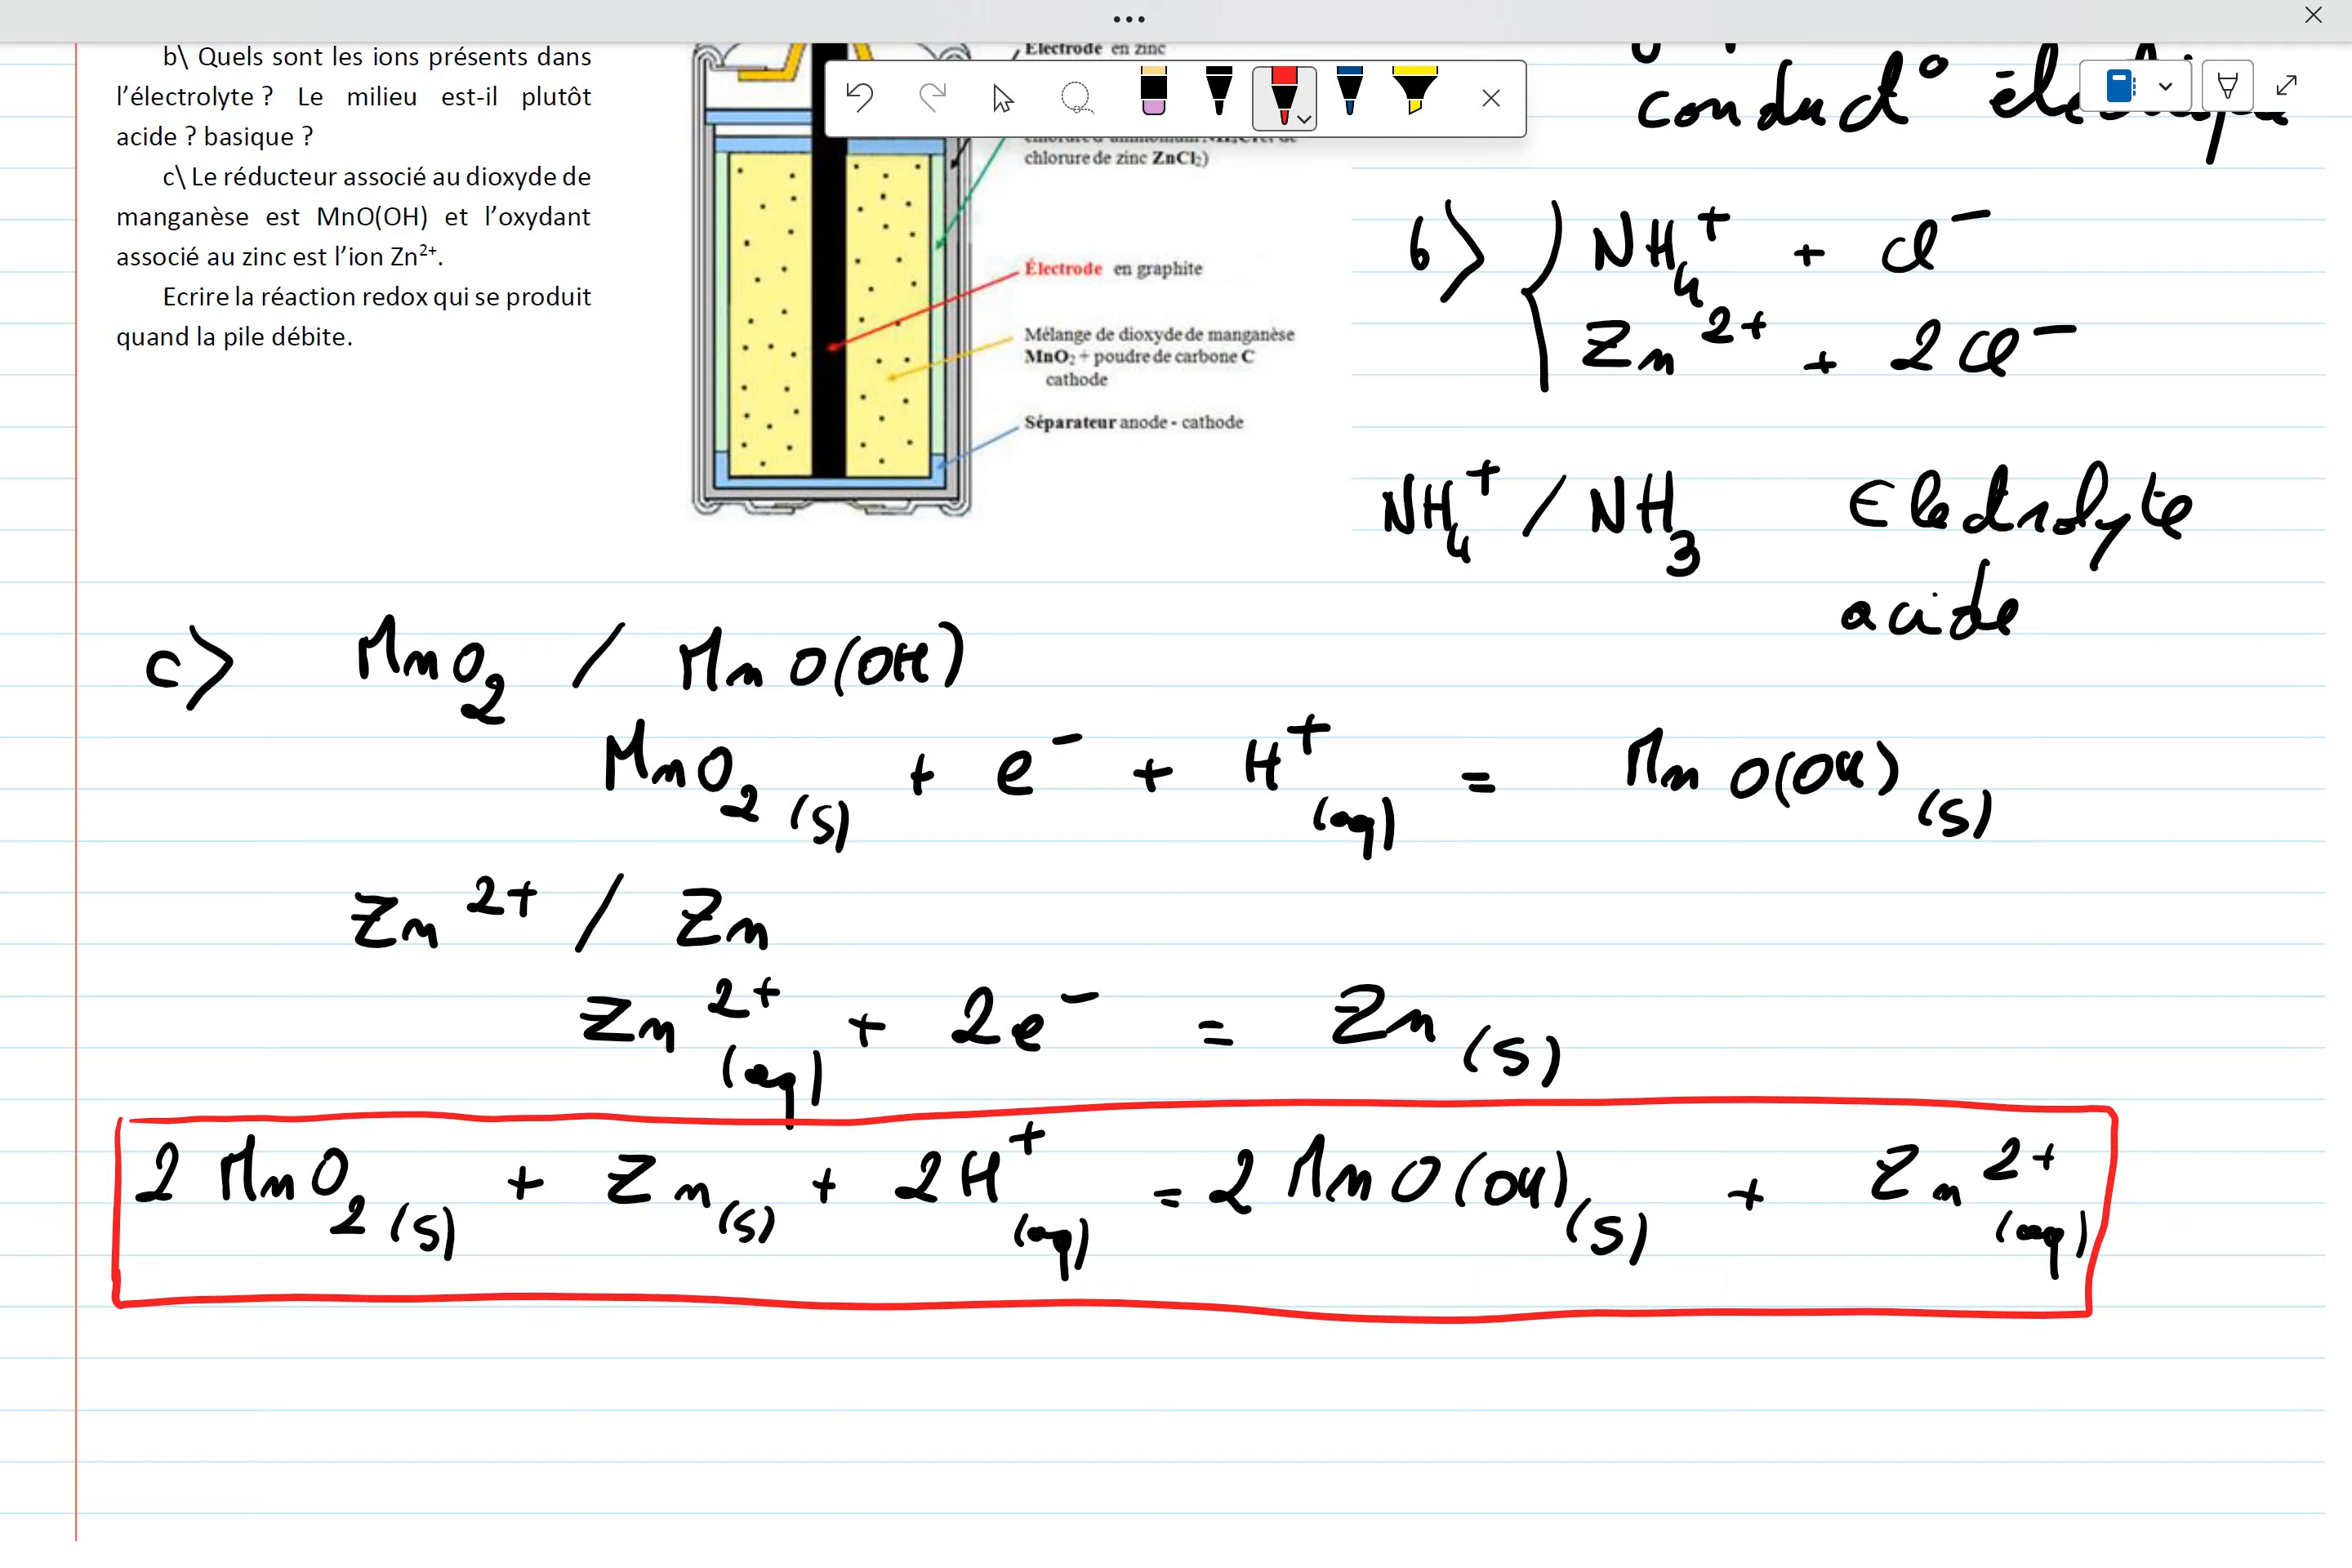 b\ Quels sont les ions présents dans
l'électrolyte ? Le milieu est-il plutôt
acide ? basique ?
c\ Le réducteur associé au dioxyde de
manganèse est MnO(OH) et l'oxydant
associé au zinc est l'ion Zn²⁺.
Ecrire la réaction redox qui se produit
quand la pile débite.
Électrode en zinc
chlorure de zinc ZnCl₂)
Électrode en graphite
Mélange de dioxyde de manganèse
MnO₂ + poudre de carbone C
cathode
Séparateur anode - cathode
conduct°
b> NH₄⁺ + Cl⁻
Zn²⁺ + 2Cl⁻
NH₄⁺ / NH₃ Electrolyte
acide
c> MnO₂ / MnO(OH)
MnO₂ (s) + e⁻ + H⁺ (aq) = MnO(OH) (s)
Zn²⁺ / Zn
Zn²⁺ (aq) + 2e⁻ = Zn (s)
2 MnO₂ (s) + Zn (s) + 2H⁺ (aq) = 2 MnO(OH) (s) + Zn²⁺ (aq)